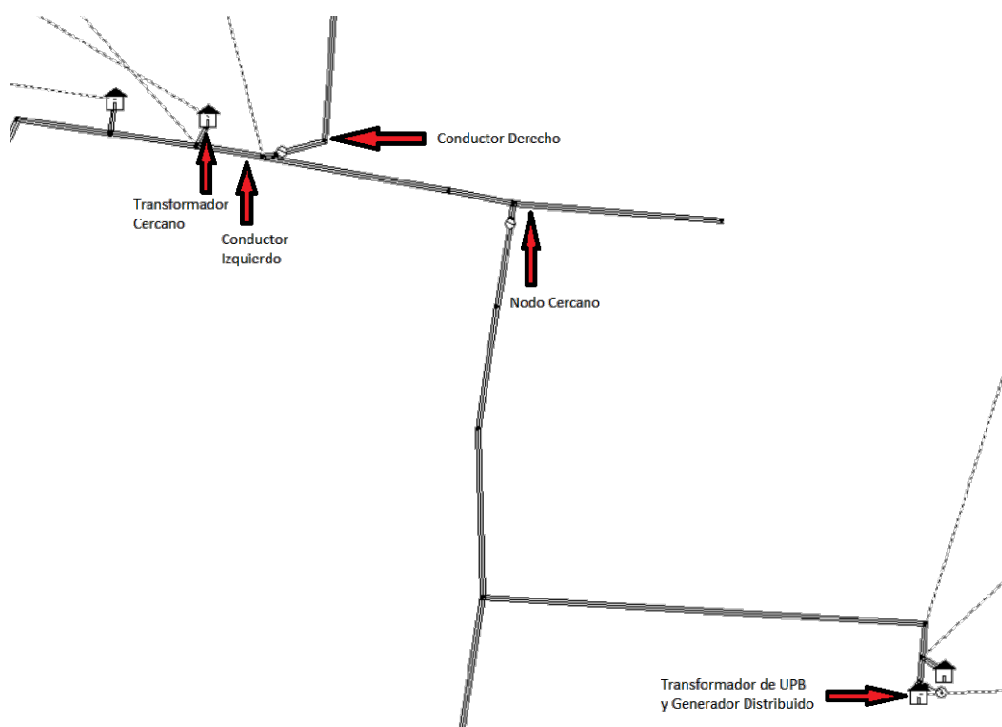 Conductor Derecho
Transformador
Cercano
Conductor
Izquierdo
Nodo Cercano
Transformador de UPB
y Generador Distribuido